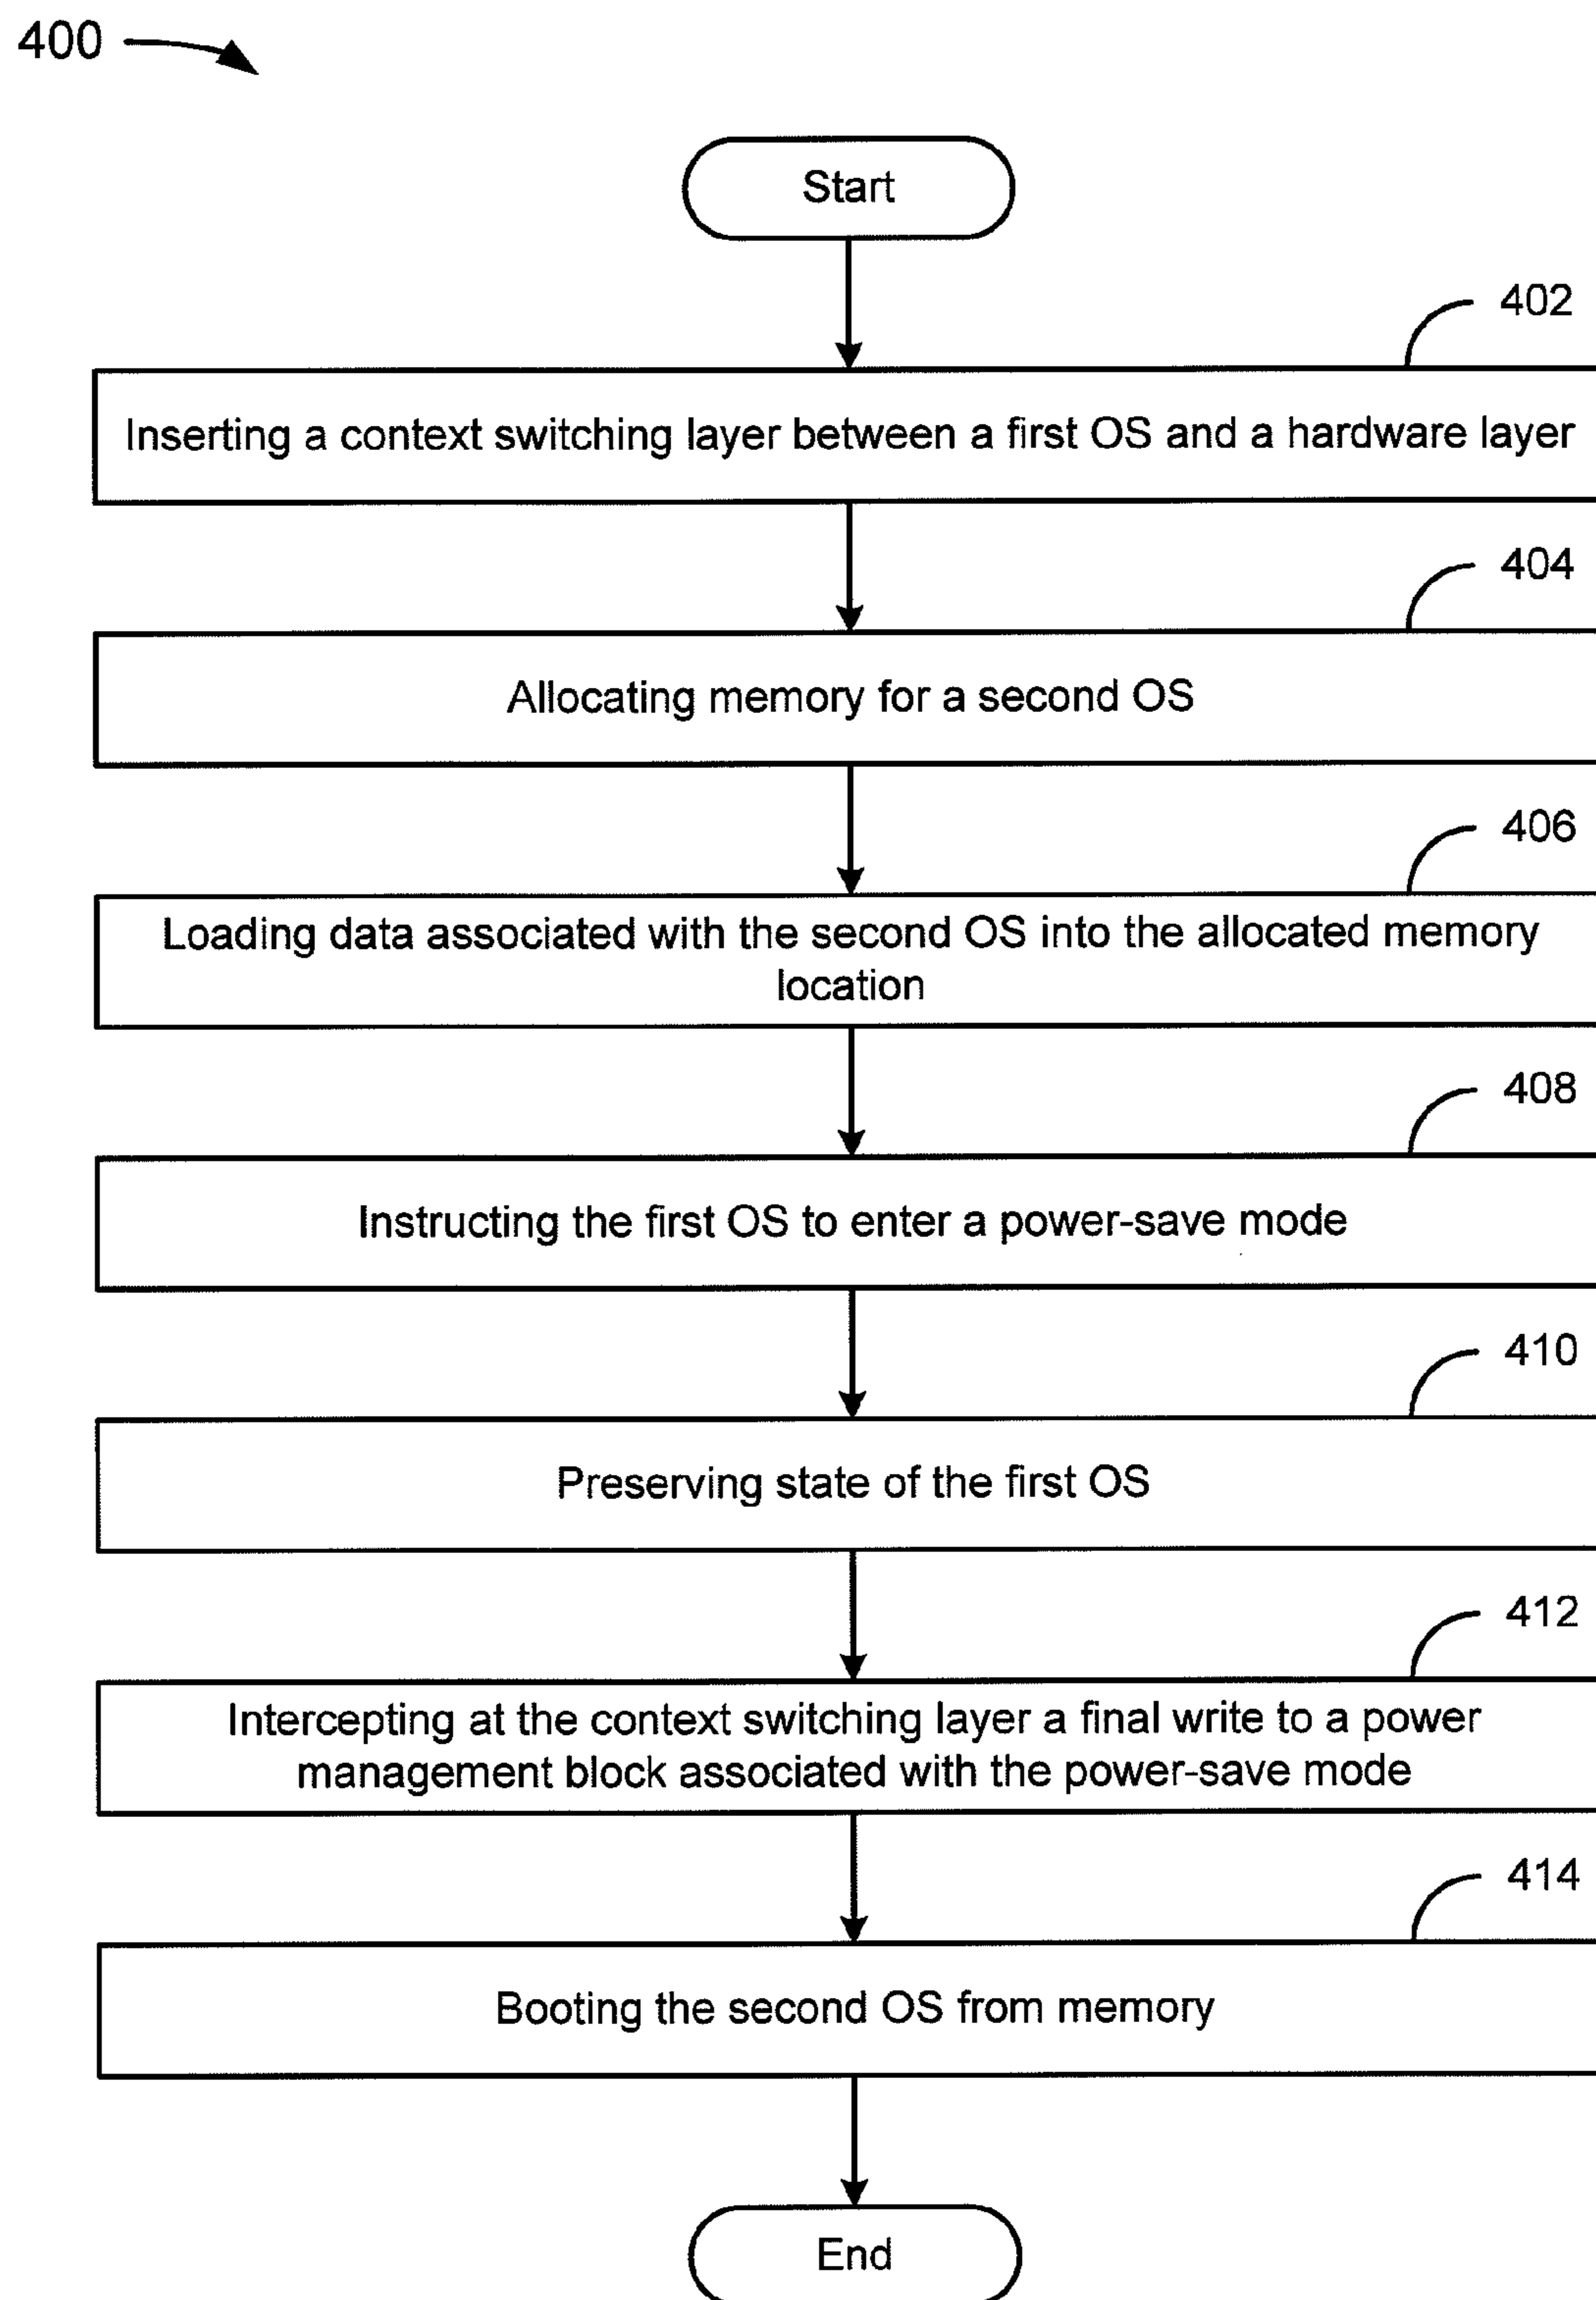 400
Start
402
Inserting a context switching layer between a first OS and a hardware layer
404
Allocating memory for a second OS
406
Loading data associated with the second OS into the allocated memory
location
408
Instructing the first OS to enter a power-save mode
410
Preserving state of the first OS
412
Intercepting at the context switching layer a final write to a power
management block associated with the power-save mode
414
Booting the second OS from memory
End